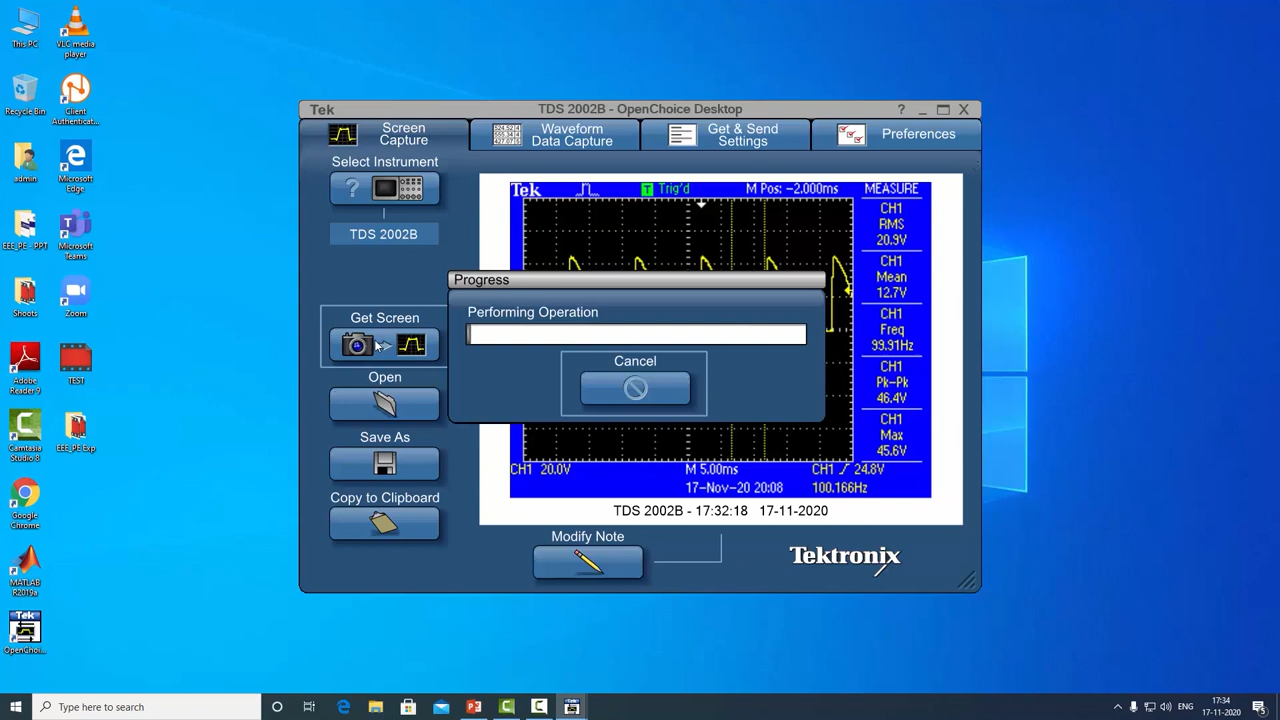 This PC
VLC media
player
Recycle Bin
Client
Authenticat...
admin
Microsoft
Edge
EEE_PE - PPT
Microsoft
Teams
Shoots
Zoom
Adobe
Reader 9
TEST
Camtasia
Studio 8
EEE_PE Exp
Google
Chrome
MATLAB
R2019a
Tek
OpenChoi...
Tek
TDS 2002B - OpenChoice Desktop
?
Screen
Capture
Waveform
Data Capture
Get & Send
Settings
Preferences
Select Instrument
?
TDS 2002B
Get Screen
Open
Save As
Copy to Clipboard
Tek
T Trig'd
M Pos: -2.000ms
MEASURE
CH1
RMS
20.9V
CH1
Mean
12.7V
CH1
Freq
99.91Hz
CH1
Pk-Pk
46.4V
CH1
Max
45.6V
CH1 20.0V
M 5.00ms
CH1 / 24.8V
17-Nov-20 20:08
100.166Hz
Progress
Performing Operation
Cancel
TDS 2002B - 17:32:18 17-11-2020
Modify Note
Tektronix
Type here to search
ENG
17:34
17-11-2020